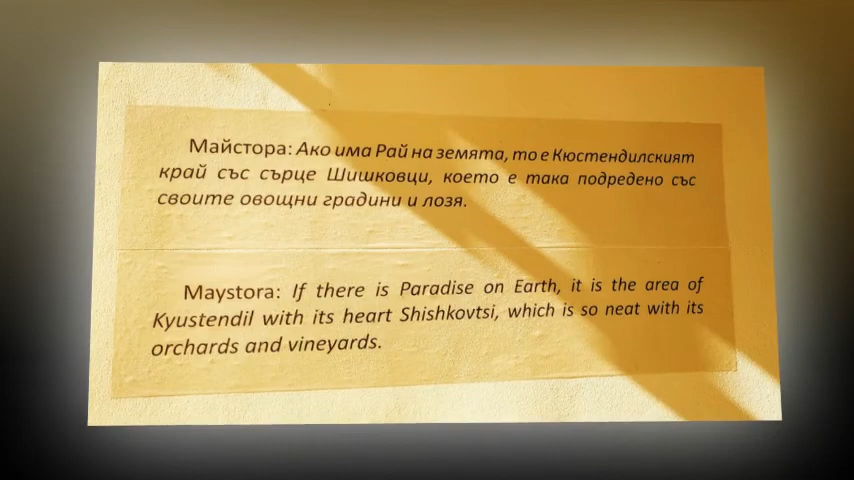 Майстора: Ако има Рай на земята, то е Кюстендилският
край със сърце Шишковци, което е така подредено със
своите овощни градини и лозя.
Maystora: If there is Paradise on Earth, it is the area of
Kyustendil with its heart Shishkovtsi, which is so neat with its
orchards and vineyards.